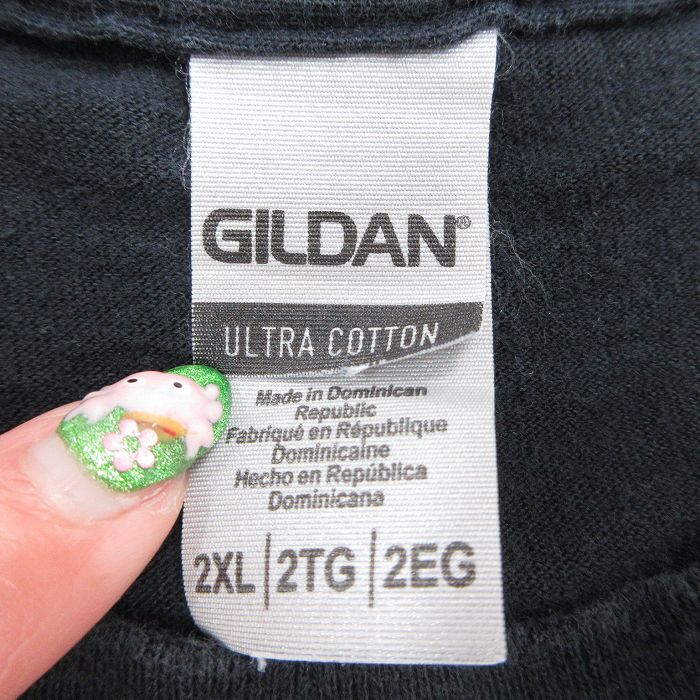 GILDAN®
ULTRA COTTON
Made in Dominican
Republic
Fabriqué en République
Dominicaine
Hecho en República
Dominicana
2XL | 2TG | 2EG